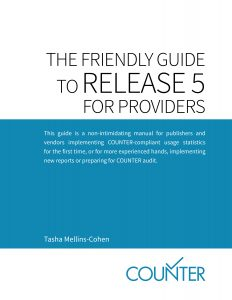 THE FRIENDLY GUIDE
TO RELEASE 5
FOR PROVIDERS
This guide is a non-intimidating manual for publishers and
vendors implementing COUNTER-compliant usage statistics
for the first time, or for more experienced hands, implementing
new reports or preparing for COUNTER audit.
Tasha Mellins-Cohen
COUNTER